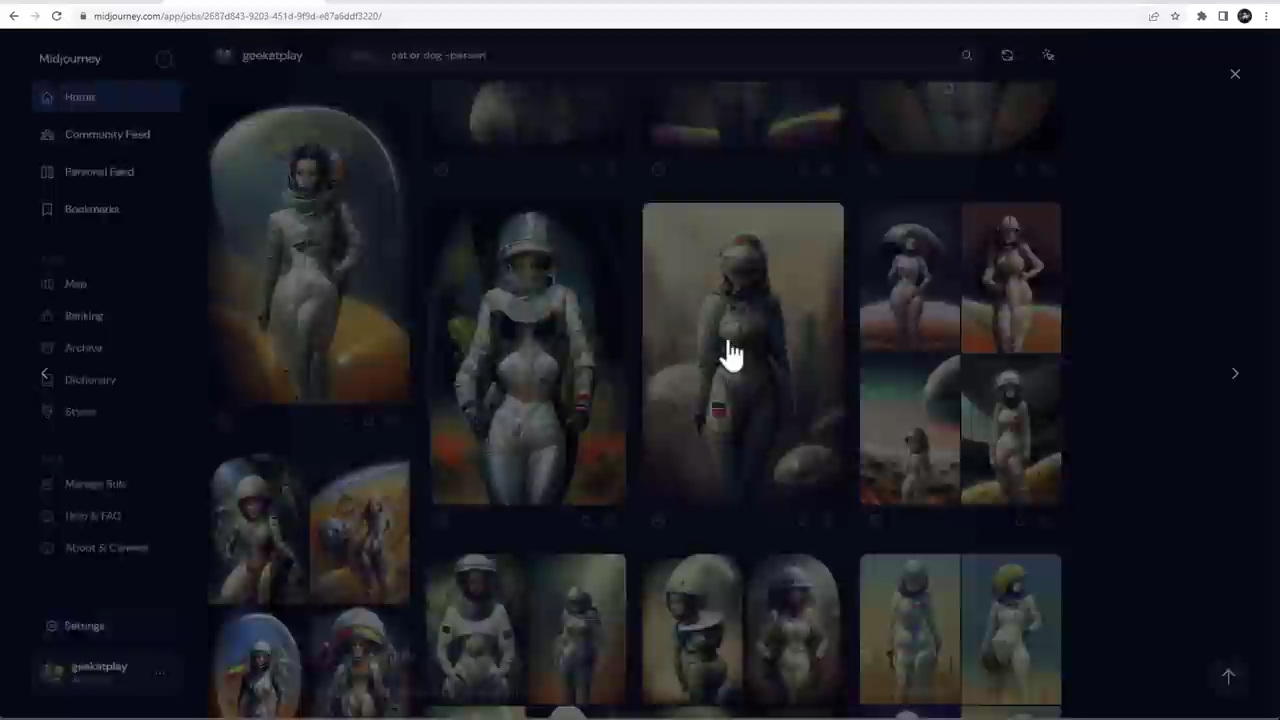 midjourney.com/app/jobs/2687d843-9203-451d-9f9d-e87a6ddf3220/
Midjourney
geekatplay
cat or dog -person
Home
Community Feed
Personal Feed
Bookmarks
Map
Ranking
Archive
Dictionary
Styles
Manage Sub
Help & FAQ
About & Careers
Settings
geekatplay